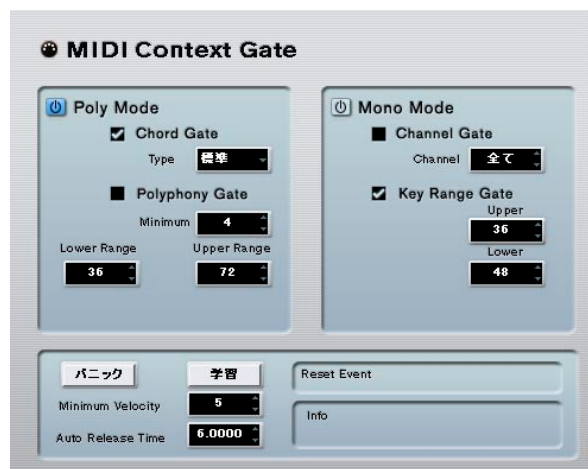 MIDI Context Gate
Poly Mode
Chord Gate
Type 標準
Polyphony Gate
Minimum 4
Lower Range Upper Range
36 72
Mono Mode
Channel Gate
Channel 全て
Key Range Gate
Upper
36
Lower
48
パニック 学習
Minimum Velocity 5
Auto Release Time 6.0000
Reset Event
Info